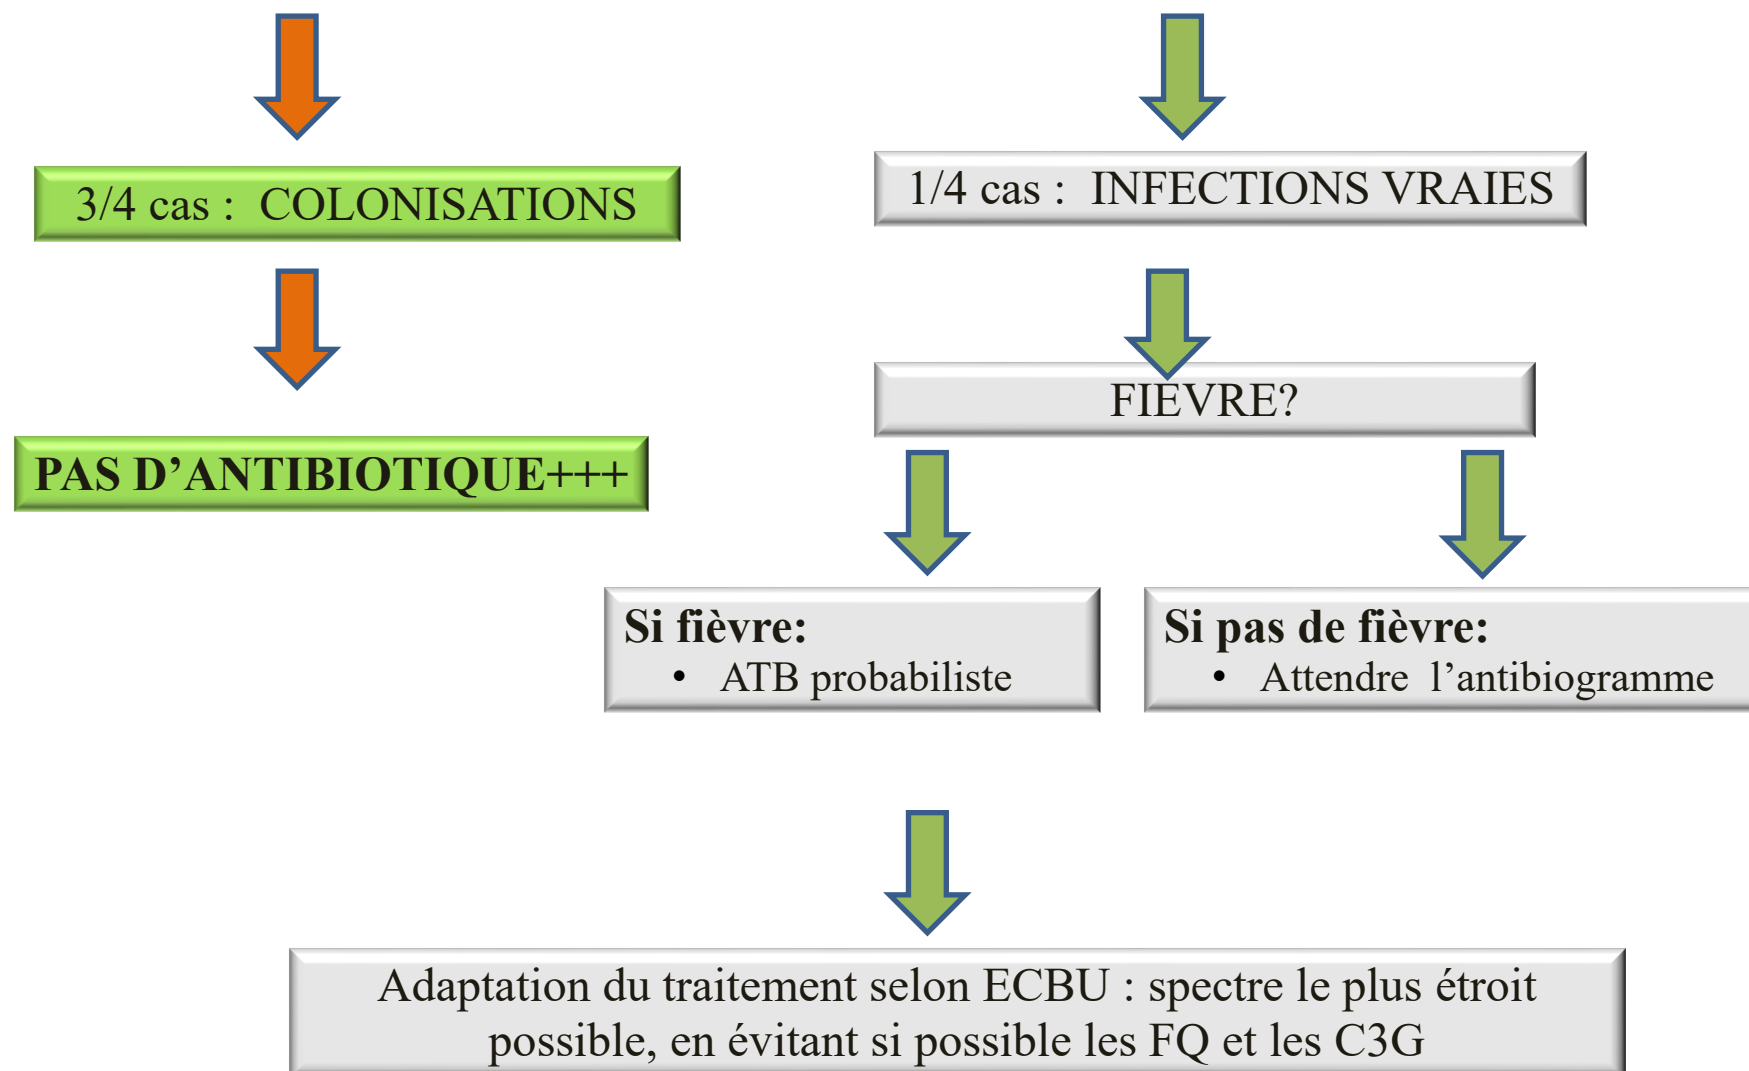 3/4 cas : COLONISATIONS
1/4 cas : INFECTIONS VRAIES
PAS D’ANTIBIOTIQUE+++
FIEVRE?
Si fièvre:
• ATB probabiliste
Si pas de fièvre:
• Attendre l’antibiogramme
Adaptation du traitement selon ECBU : spectre le plus étroit
possible, en évitant si possible les FQ et les C3G